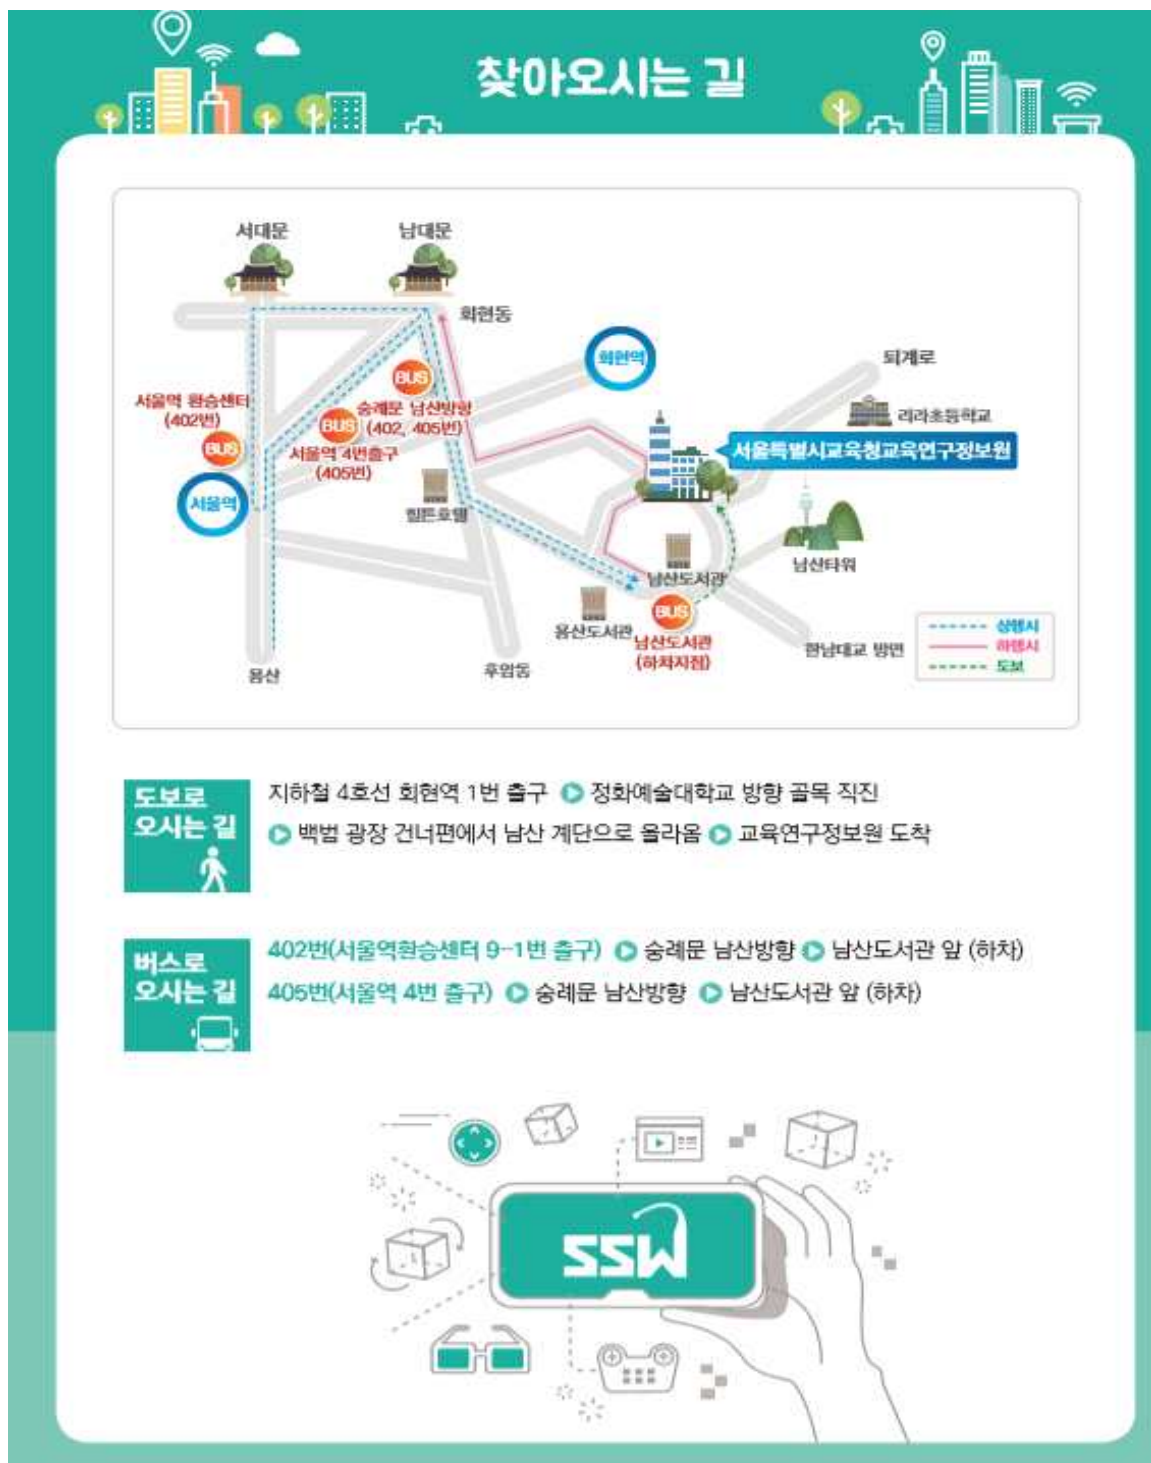 찾아오시는 길
서대문
남대문
회현동
회현역
퇴계로
서울역 환승센터
(402번)
BUS
BUS
숭례문 남산방향
(402, 405번)
BUS
서울역 4번출구
(405번)
리라초등학교
서울특별시교육청교육연구정보원
서울역
힐튼호텔
남산타워
남산도서관
BUS
용산도서관
남산도서관
(하차지점)
한남대교 방면
후암동
용산
상행시
하행시
도보
도보로
오시는 길
지하철 4호선 회현역 1번 출구 정화예술대학교 방향 골목 직진
백범 광장 건너편에서 남산 계단으로 올라옴 교육연구정보원 도착
버스로
오시는 길
402번(서울역환승센터 9-1번 출구) 숭례문 남산방향 남산도서관 앞 (하차)
405번(서울역 4번 출구) 숭례문 남산방향 남산도서관 앞 (하차)
SSW